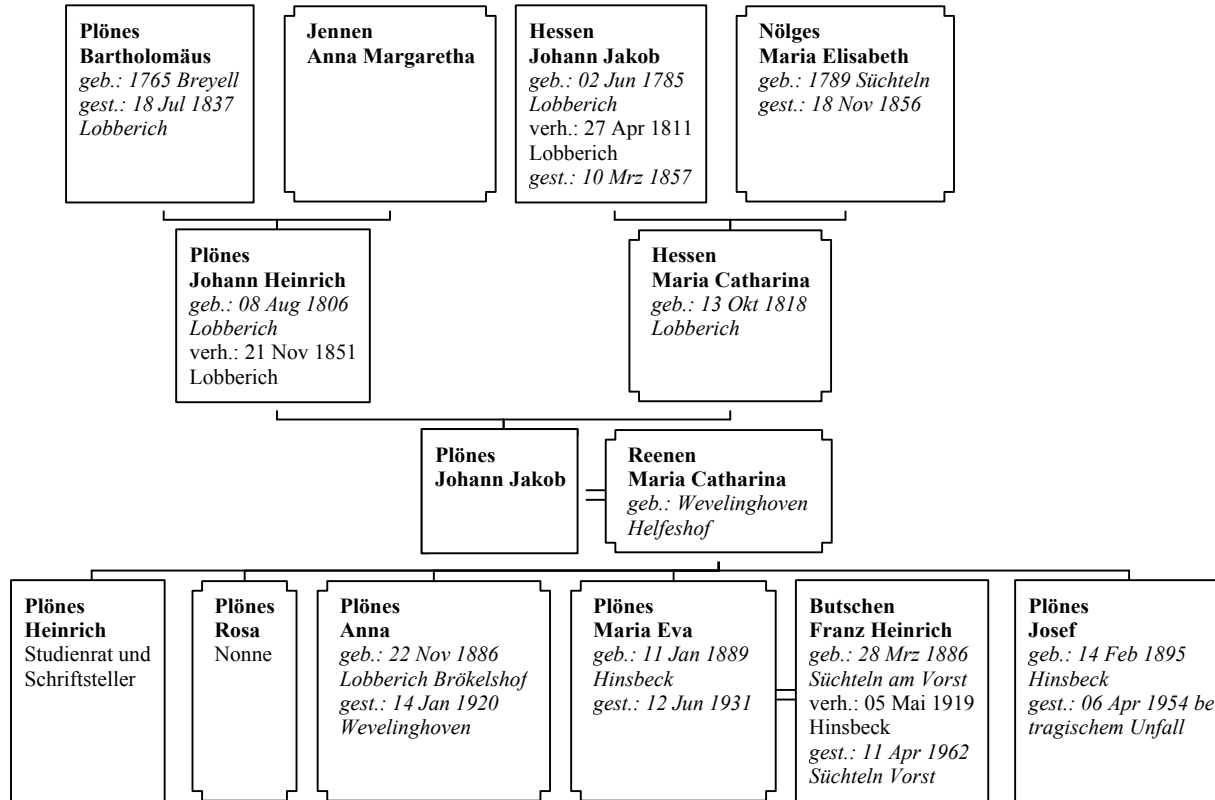 Plönes
Bartholomäus
geb.: 1765 Breyell
gest.: 18 Jul 1837
Lobberich
Jennen
Anna Margaretha
Hessen
Johann Jakob
geb.: 02 Jun 1785
Lobberich
verh.: 27 Apr 1811
Lobberich
gest.: 10 Mrz 1857
Nölges
Maria Elisabeth
geb.: 1789 Süchteln
gest.: 18 Nov 1856
Plönes
Johann Heinrich
geb.: 08 Aug 1806
Lobberich
verh.: 21 Nov 1851
Lobberich
Hessen
Maria Catharina
geb.: 13 Okt 1818
Lobberich
Plönes
Johann Jakob
Reenen
Maria Catharina
geb.: Wevelinghoven
Helfeshof
Plönes
Heinrich
Studienrat und
Schriftsteller
Plönes
Rosa
Nonne
Plönes
Anna
geb.: 22 Nov 1886
Lobberich Brökelshof
gest.: 14 Jan 1920
Wevelinghoven
Plönes
Maria Eva
geb.: 11 Jan 1889
Hinsbeck
gest.: 12 Jun 1931
Butschen
Franz Heinrich
geb.: 28 Mrz 1886
Süchteln am Vorst
verh.: 05 Mai 1919
Hinsbeck
gest.: 11 Apr 1962
Süchteln Vorst
Plönes
Josef
geb.: 14 Feb 1895
Hinsbeck
gest.: 06 Apr 1954 be
tragischem Unfall